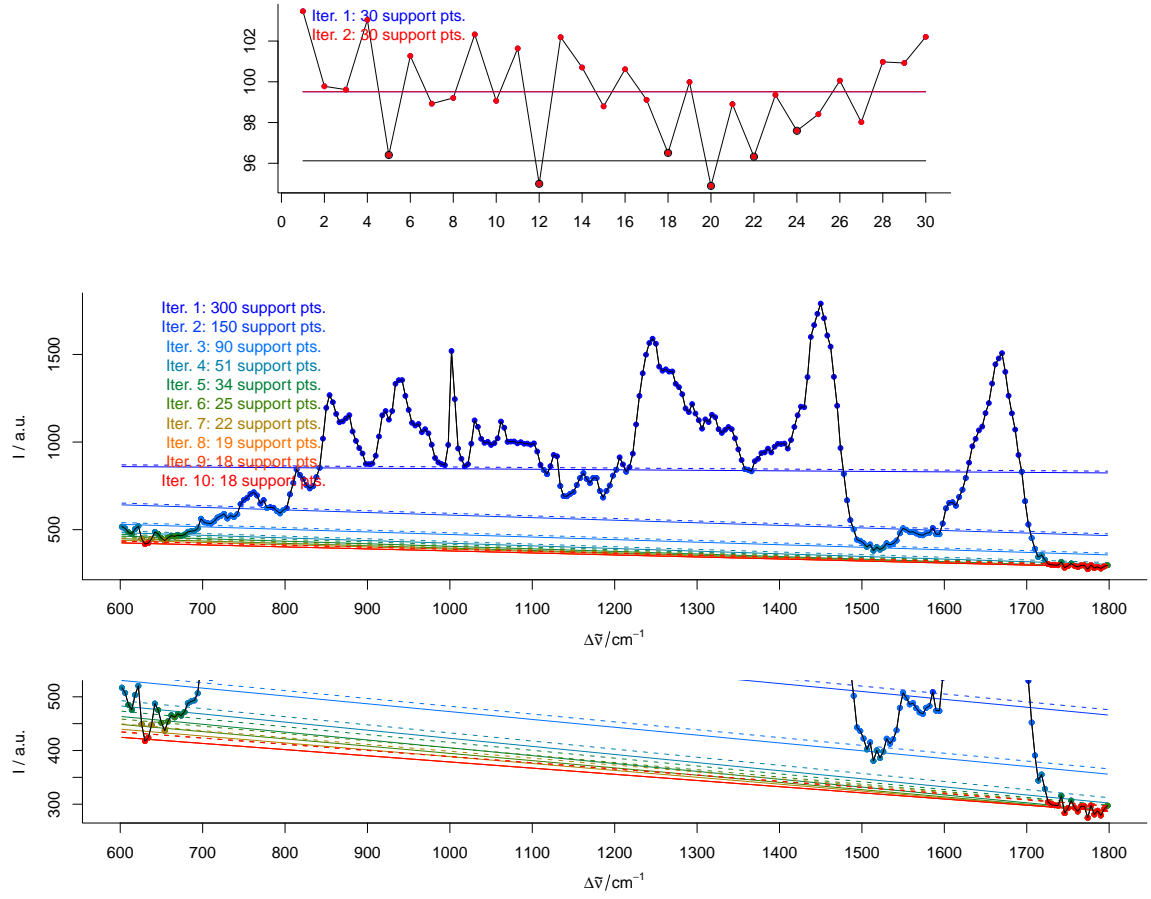 Iter. 1: 30 support pts.
Iter. 2: 30 support pts.
102
100
98
96
0 2 4 6 8 10 12 14 16 18 20 22 24 26 28 30
Iter. 1: 300 support pts.
Iter. 2: 150 support pts.
Iter. 3: 90 support pts.
Iter. 4: 51 support pts.
Iter. 5: 34 support pts.
Iter. 6: 25 support pts.
Iter. 7: 22 support pts.
Iter. 8: 19 support pts.
Iter. 9: 18 support pts.
Iter. 10: 18 support pts.
1500
1000
500
I / a.u.
600 700 800 900 1000 1100 1200 1300 1400 1500 1600 1700 1800
Δν̃/cm⁻¹
500
400
300
I / a.u.
600 700 800 900 1000 1100 1200 1300 1400 1500 1600 1700 1800
Δν̃/cm⁻¹